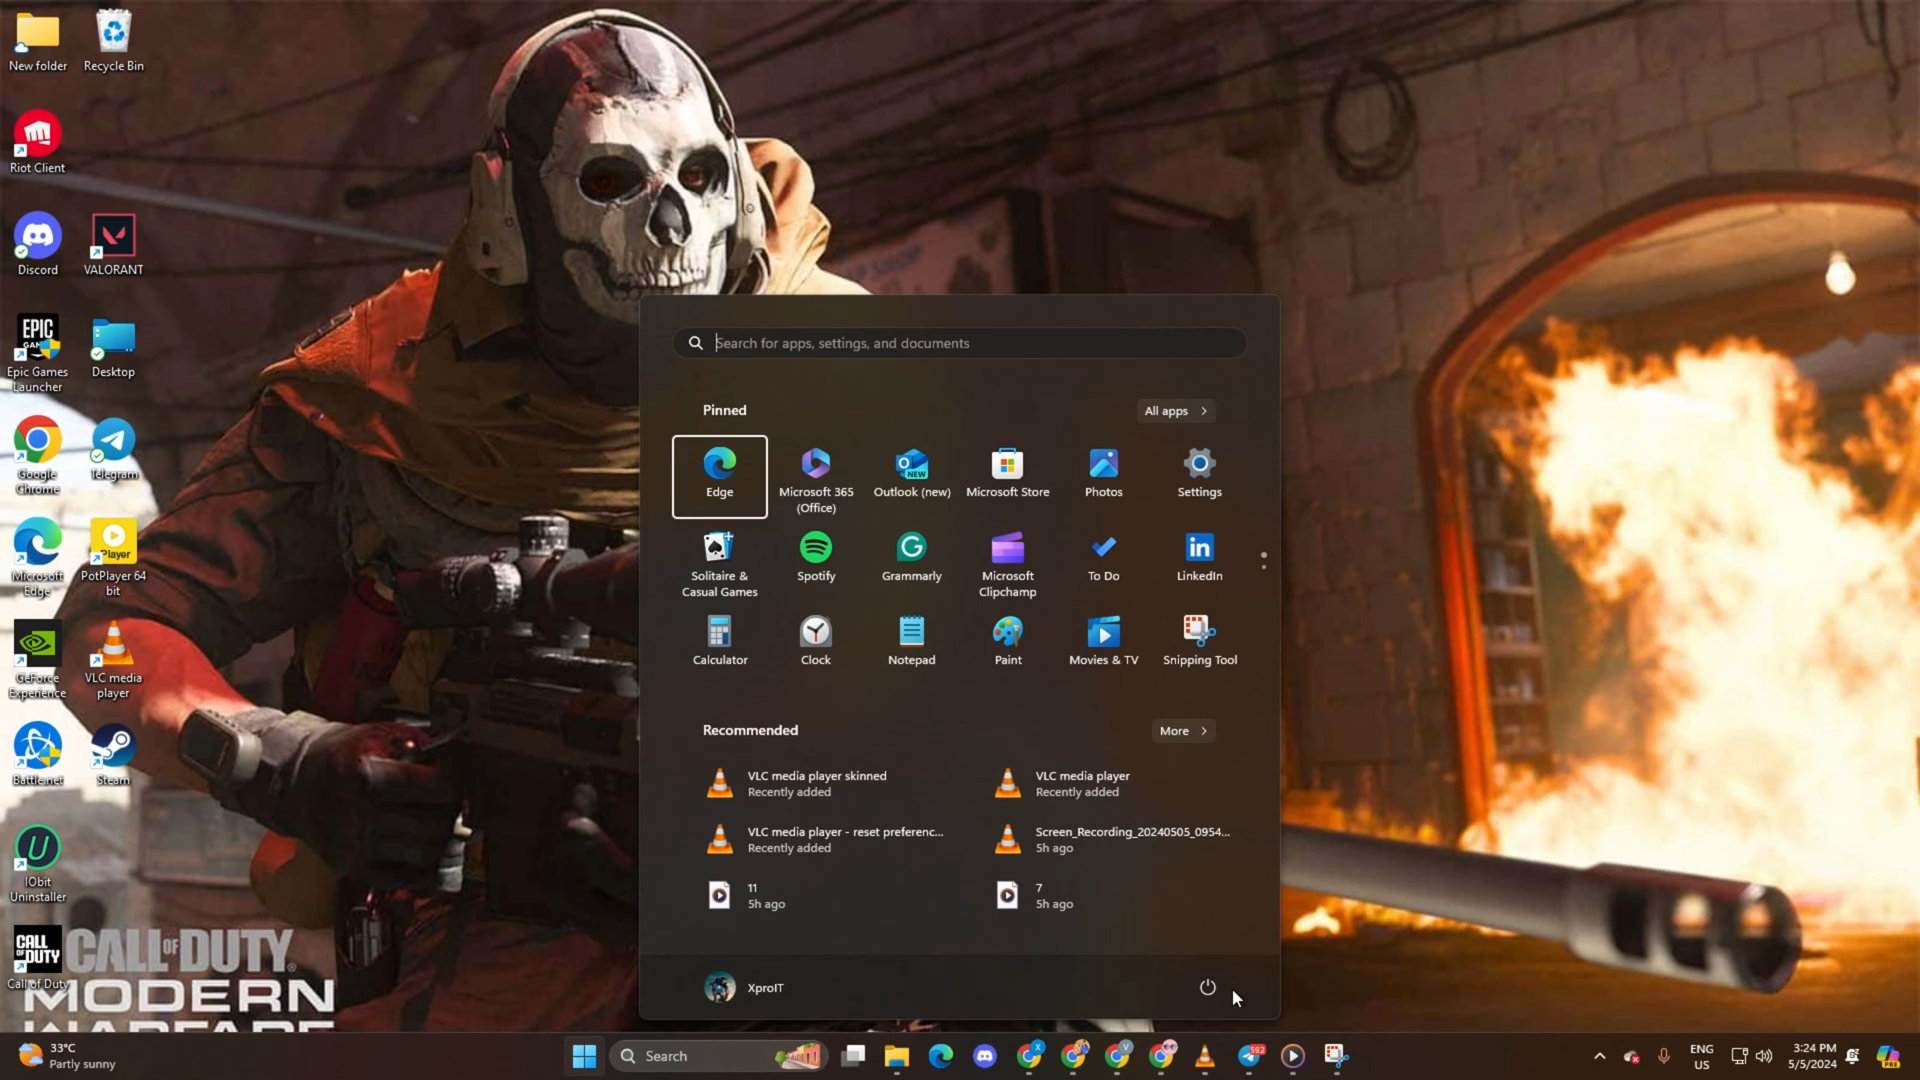 New folder
Recycle Bin
Riot Client
Discord
VALORANT
EPIC
GAMES
Epic Games
Launcher
Desktop
Google
Chrome
Telegram
Microsoft
Edge
Player
PotPlayer 64
bit
GeForce
Experience
VLC media
player
Battle.net
Steam
IObit
Uninstaller
CALL
OF
DUTY
Call of Duty
CALL OF DUTY
MODERN
WARFARE
Search for apps, settings, and documents
Pinned
All apps
Edge
Microsoft 365
(Office)
NEW
Outlook (new)
Microsoft Store
Photos
Settings
Solitaire &
Casual Games
Spotify
Grammarly
Microsoft
Clipchamp
To Do
in
LinkedIn
Calculator
Clock
Notepad
Paint
Movies & TV
Snipping Tool
Recommended
More
VLC media player skinned
Recently added
VLC media player
Recently added
VLC media player - reset preferenc...
Recently added
Screen_Recording_20240505_0954...
5h ago
11
5h ago
7
5h ago
XproIT
33°C
Partly sunny
Search
X
V
592
ENG
US
3:24 PM
5/5/2024
PRE